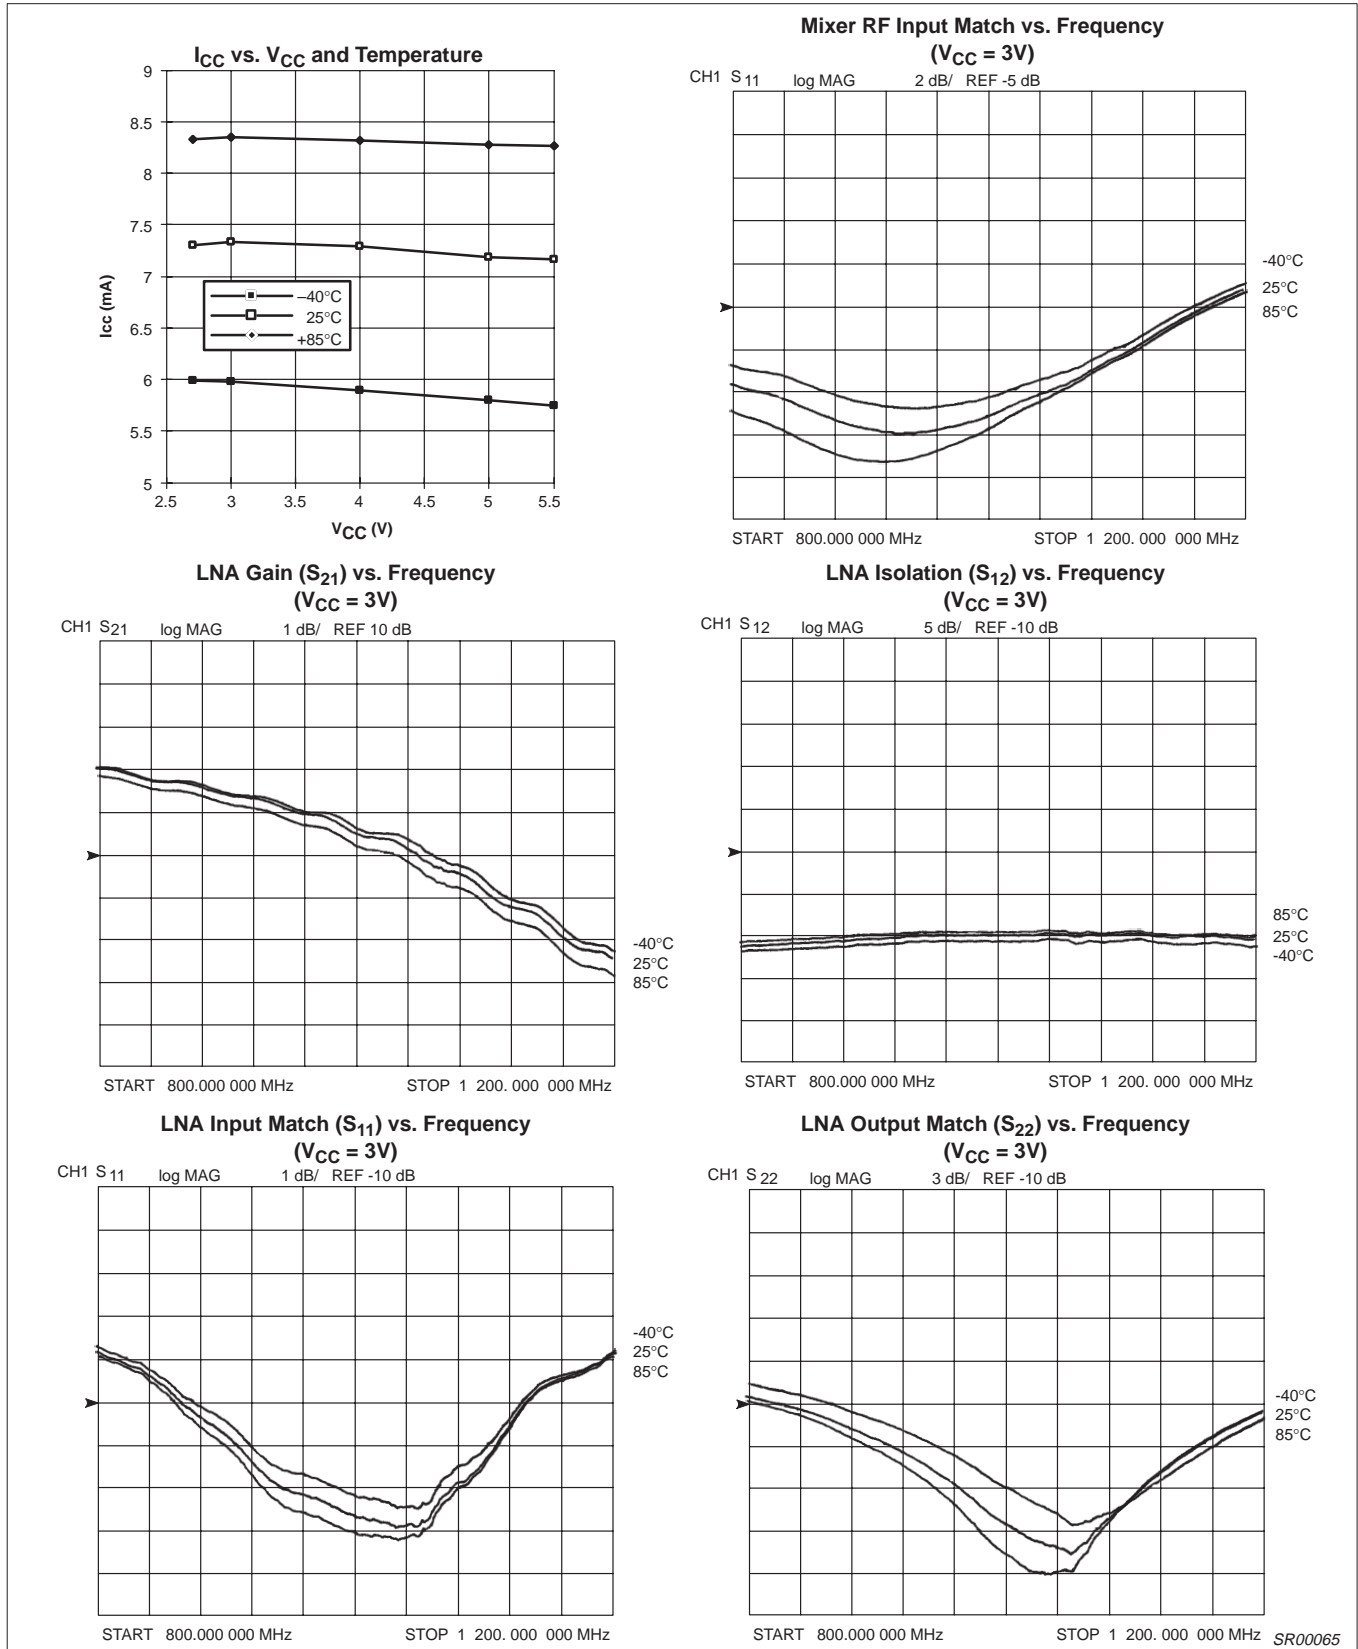 ICC vs. VCC and Temperature
9
8.5
8
7.5
7
6.5
6
5.5
5
Icc (mA)
–40°C
25°C
+85°C
2.5 3 3.5 4 4.5 5 5.5
VCC (V)
Mixer RF Input Match vs. Frequency
(VCC = 3V)
CH1 S11 log MAG 2 dB/ REF -5 dB
-40°C
25°C
85°C
START 800.000 000 MHz STOP 1 200. 000 000 MHz
LNA Gain (S21) vs. Frequency
(VCC = 3V)
CH1 S21 log MAG 1 dB/ REF 10 dB
-40°C
25°C
85°C
START 800.000 000 MHz STOP 1 200. 000 000 MHz
LNA Isolation (S12) vs. Frequency
(VCC = 3V)
CH1 S12 log MAG 5 dB/ REF -10 dB
85°C
25°C
-40°C
START 800.000 000 MHz STOP 1 200. 000 000 MHz
LNA Input Match (S11) vs. Frequency
(VCC = 3V)
CH1 S11 log MAG 1 dB/ REF -10 dB
-40°C
25°C
85°C
START 800.000 000 MHz STOP 1 200. 000 000 MHz
LNA Output Match (S22) vs. Frequency
(VCC = 3V)
CH1 S22 log MAG 3 dB/ REF -10 dB
-40°C
25°C
85°C
START 800.000 000 MHz STOP 1 200. 000 000 MHz
SR00065